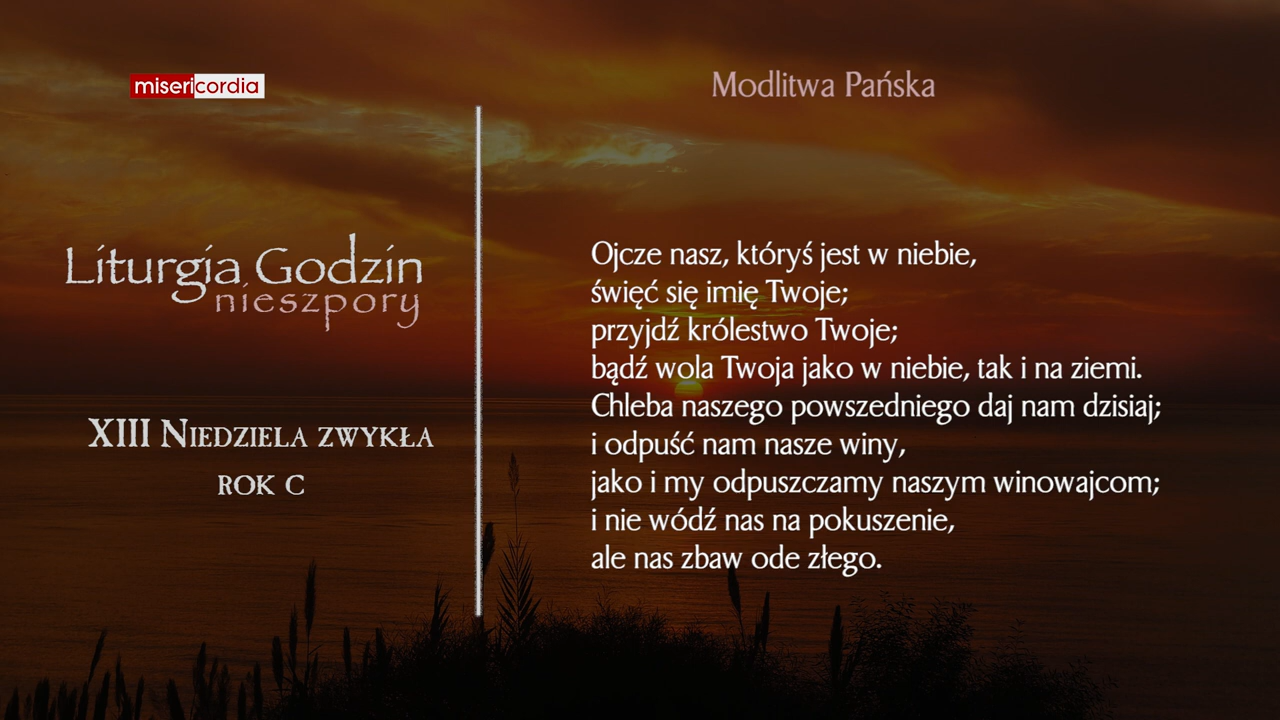 misericordia
Liturgia Godzin
nieszpory
XIII Niedziela zwykła
rok C
Modlitwa Pańska
Ojcze nasz, któryś jest w niebie,
święć się imię Twoje;
przyjdź królestwo Twoje;
bądź wola Twoja jako w niebie, tak i na ziemi.
Chleba naszego powszedniego daj nam dzisiaj;
i odpuść nam nasze winy,
jako i my odpuszczamy naszym winowajcom;
i nie wódź nas na pokuszenie,
ale nas zbaw ode złego.